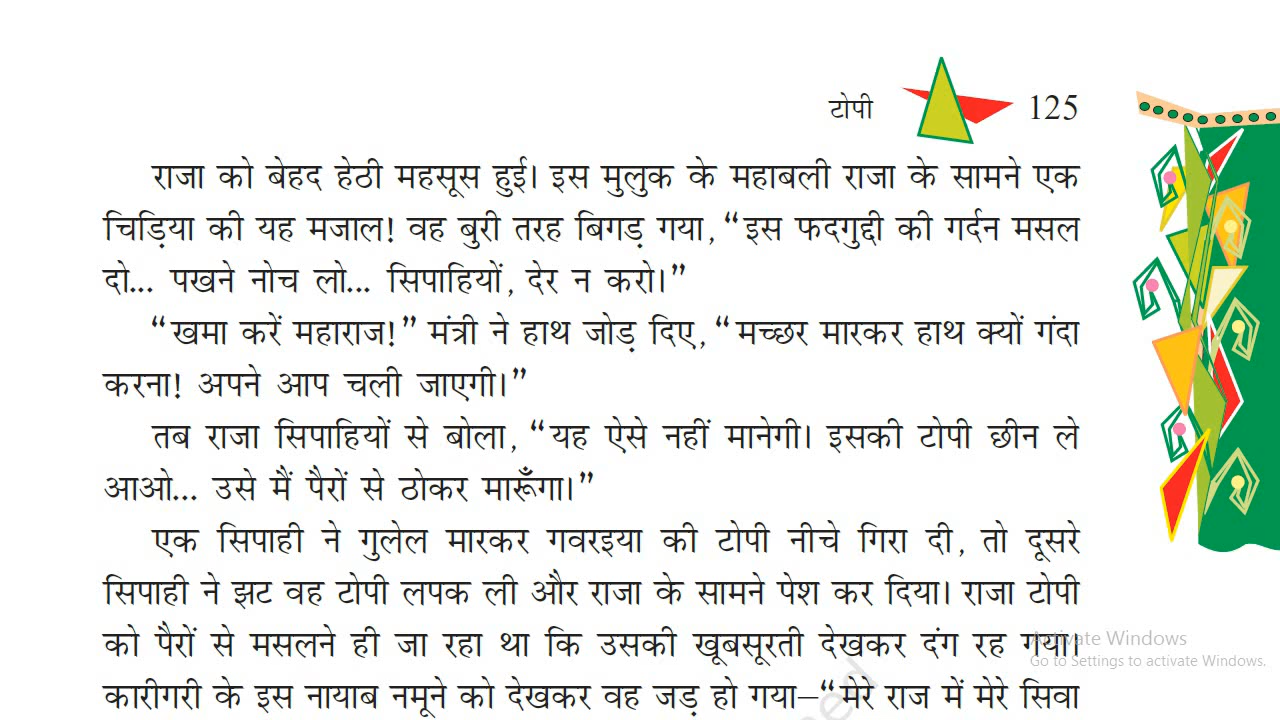 टोपी 125
राजा को बेहद हेठी महसूस हुई। इस मुलुक के महाबली राजा के सामने एक
चिड़िया की यह मजाल! वह बुरी तरह बिगड़ गया, “इस फदगुद्दी की गर्दन मसल
दो... पखने नोच लो... सिपाहियों, देर न करो।”
“खमा करें महाराज!” मंत्री ने हाथ जोड़ दिए, “मच्छर मारकर हाथ क्यों गंदा
करना! अपने आप चली जाएगी।”
तब राजा सिपाहियों से बोला, “यह ऐसे नहीं मानेगी। इसकी टोपी छीन ले
आओ... उसे मैं पैरों से ठोकर मारूँगा।”
एक सिपाही ने गुलेल मारकर गवरइया की टोपी नीचे गिरा दी, तो दूसरे
सिपाही ने झट वह टोपी लपक ली और राजा के सामने पेश कर दिया। राजा टोपी
को पैरों से मसलने ही जा रहा था कि उसकी खूबसूरती देखकर दंग रह गया।
कारीगरी के इस नायाब नमूने को देखकर वह जड़ हो गया—“मेरे राज में मेरे सिवा
Activate Windows
Go to Settings to activate Windows.